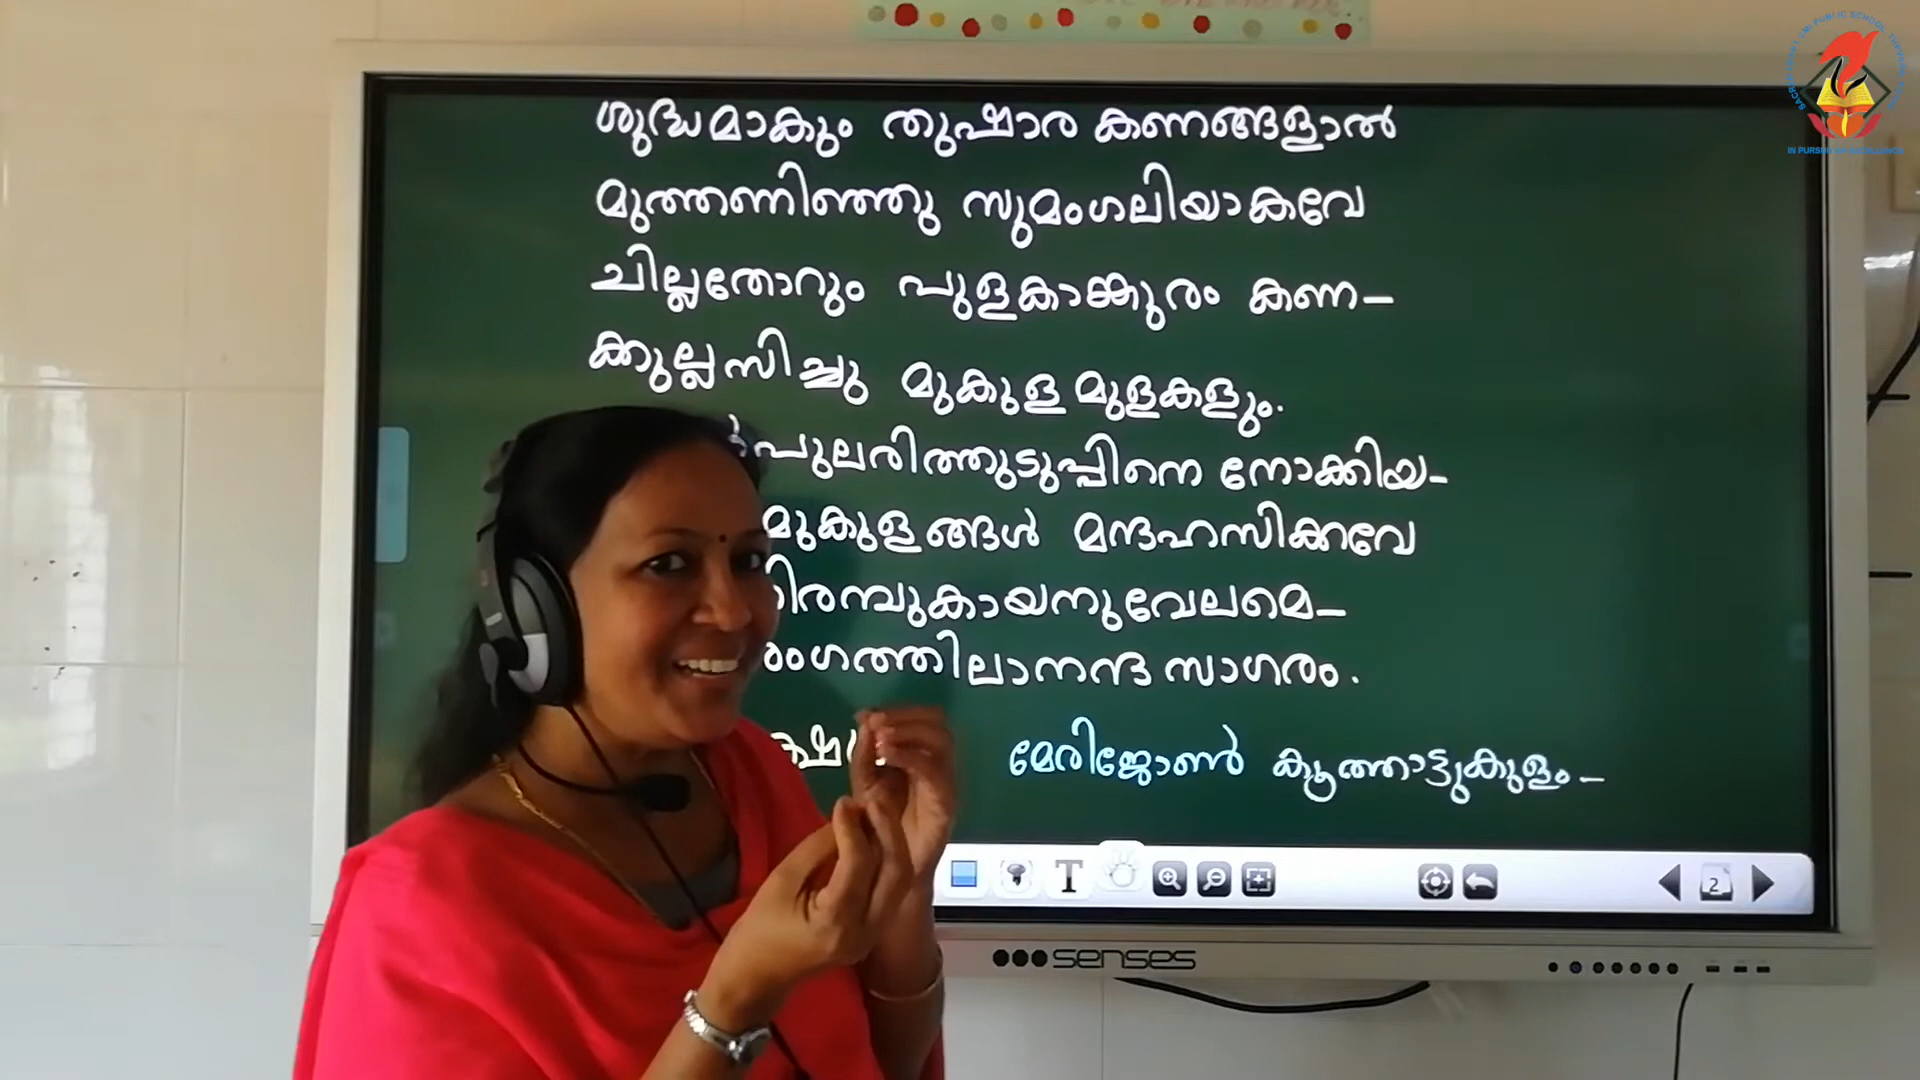 ശുദ്ധമാകും തുഷാര കണങ്ങളാൽ
മുത്തണിഞ്ഞു സുമംഗലിയാകവേ
ചില്ലതോറും പുളകാങ്കുരം കണ–
ക്കുല്ലസിച്ചു മുകുള മുളകളും.
പുലരിത്തുടുപ്പിനെ നോക്കിയ–
മുകുളങ്ങൾ മന്ദഹസിക്കവേ
രമ്പുകായനുവേലമെ–
രംഗത്തിലാനന്ദ സാഗരം.
മേരിജോൺ കൂത്താട്ടുകുളം–
T
2
senses